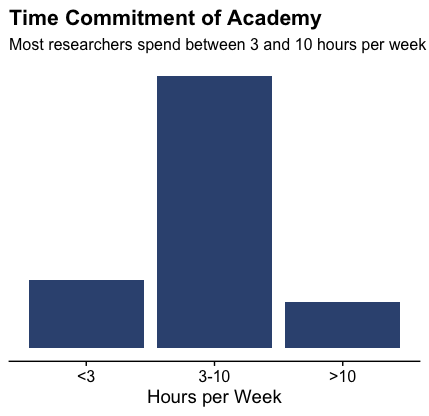 Time Commitment of Academy
Most researchers spend between 3 and 10 hours per week
<3
3-10
>10
Hours per Week